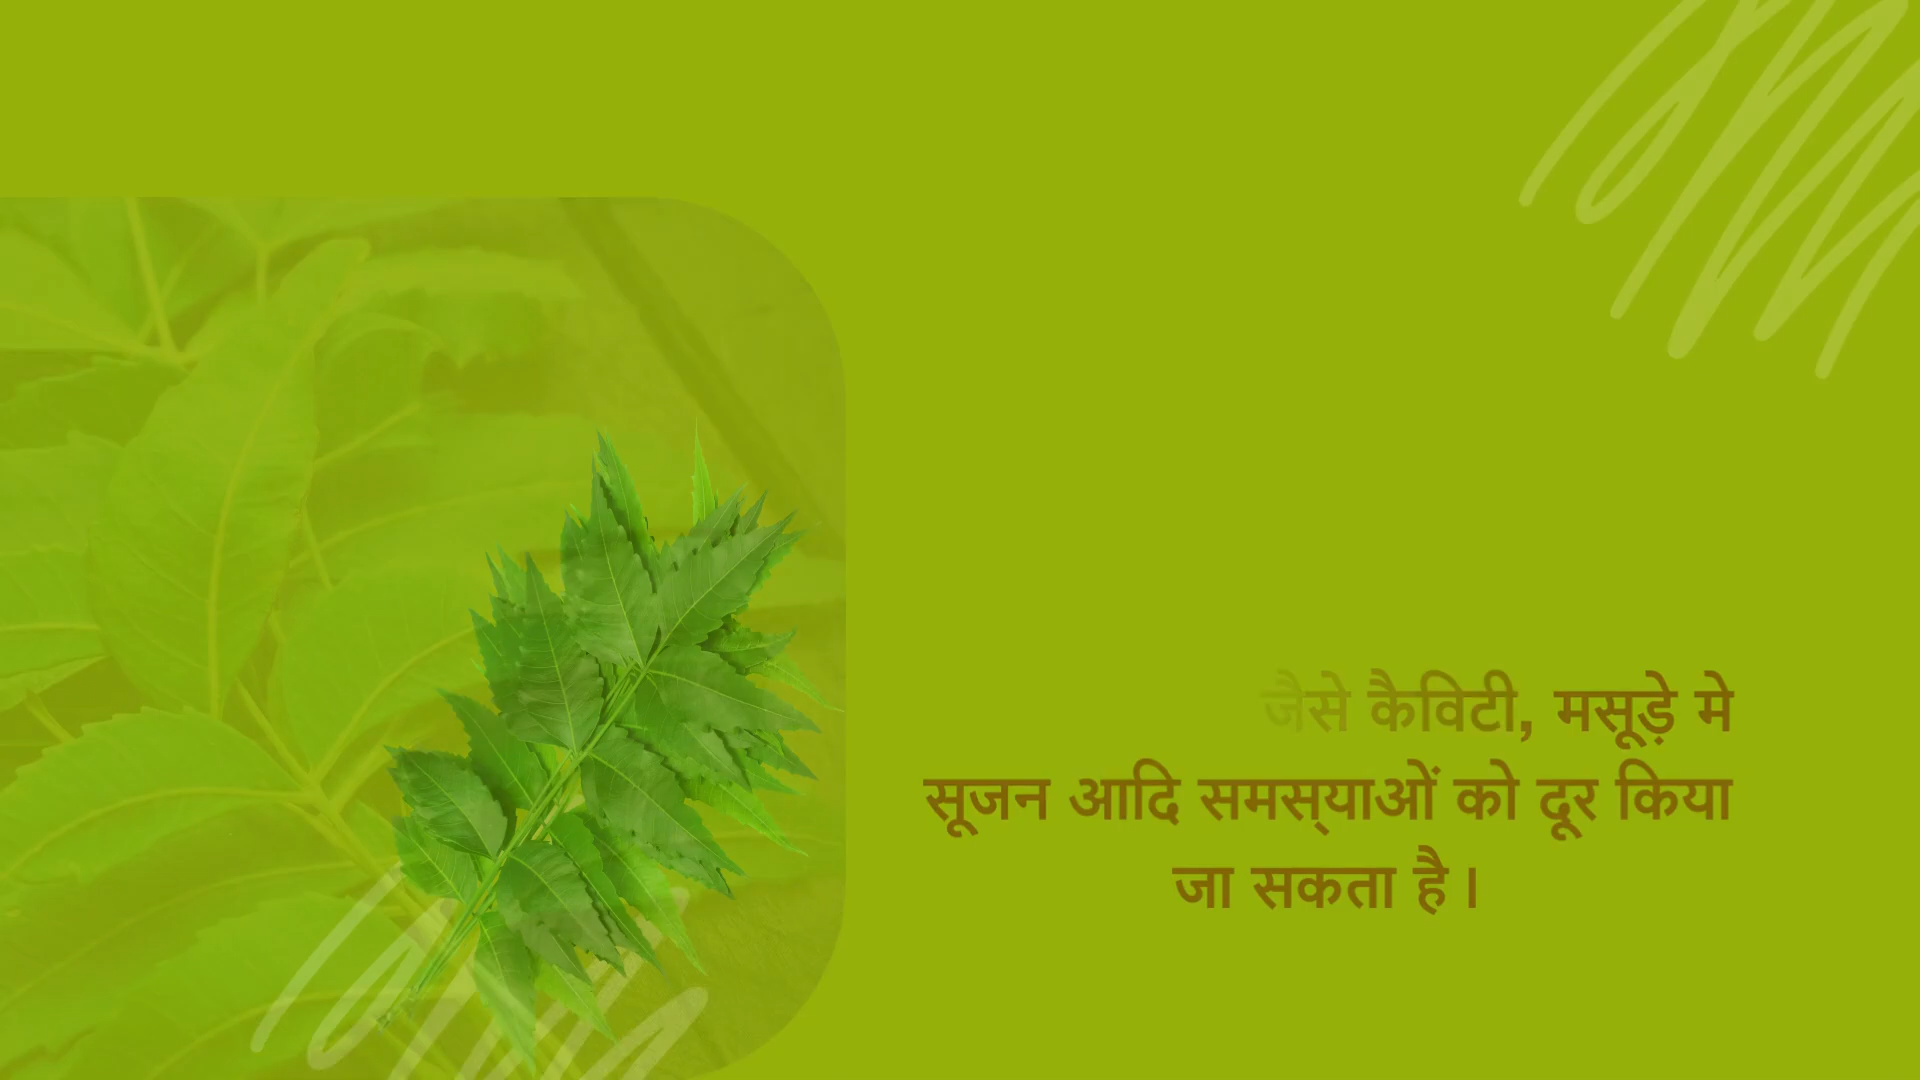 जैसे कैविटी, मसूड़े मे
सूजन आदि समस्याओं को दूर किया
जा सकता है।